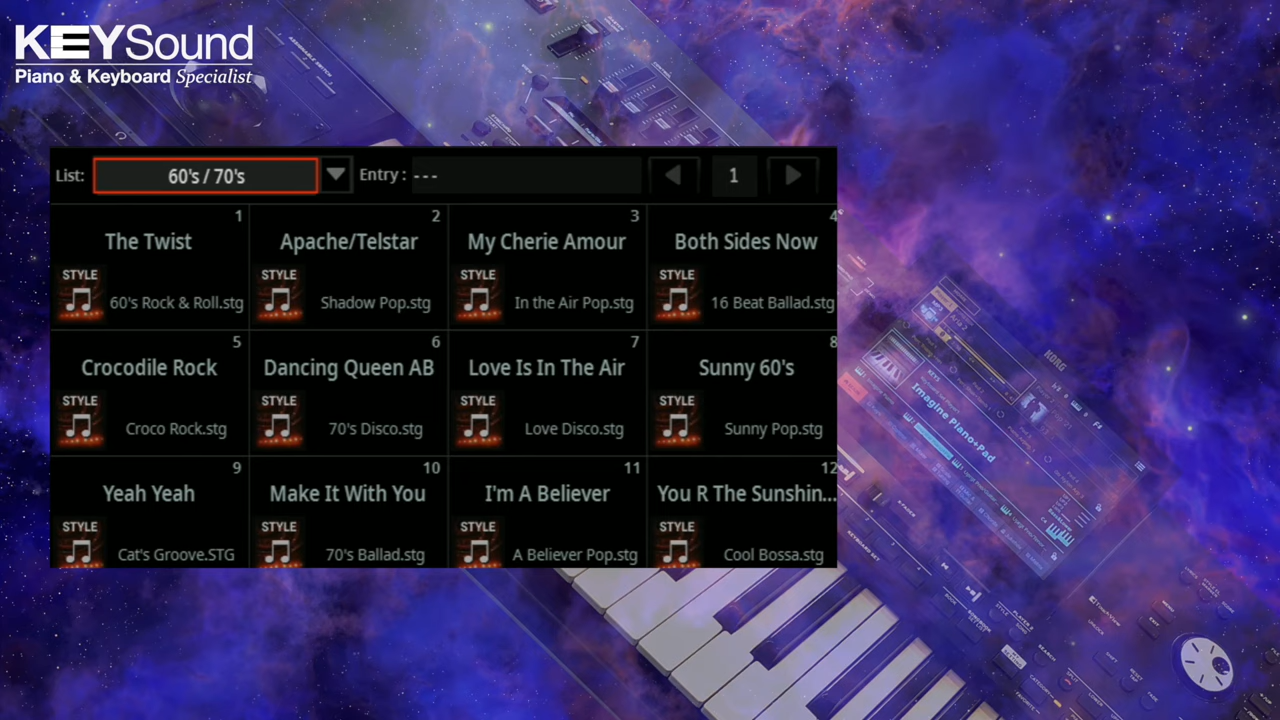 KEYSound
Piano & Keyboard Specialist
List: 60's / 70's Entry : --- 1
1 2 3 4
The Twist Apache/Telstar My Cherie Amour Both Sides Now
STYLE STYLE STYLE STYLE
60's Rock & Roll.stg Shadow Pop.stg In the Air Pop.stg 16 Beat Ballad.stg
5 6 7 8
Crocodile Rock Dancing Queen AB Love Is In The Air Sunny 60's
STYLE STYLE STYLE STYLE
Croco Rock.stg 70's Disco.stg Love Disco.stg Sunny Pop.stg
9 10 11 12
Yeah Yeah Make It With You I'm A Believer You R The Sunshin...
STYLE STYLE STYLE STYLE
Cat's Groove.STG 70's Ballad.stg A Believer Pop.stg Cool Bossa.stg
KORG
Imagine Piano+Pad
KEYBOARD SET